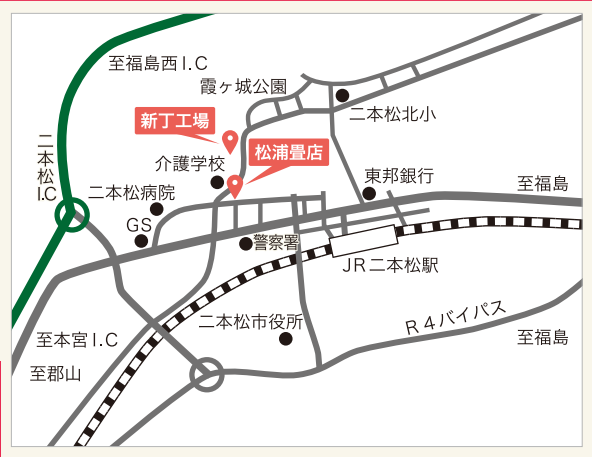 至福島西I.C
霞ヶ城公園
新丁工場
二本松北小
二本松I.C
松浦畳店
介護学校
東邦銀行
二本松病院
至福島
GS
警察署
JR二本松駅
二本松市役所
R4バイパス
至本宮I.C
至福島
至郡山